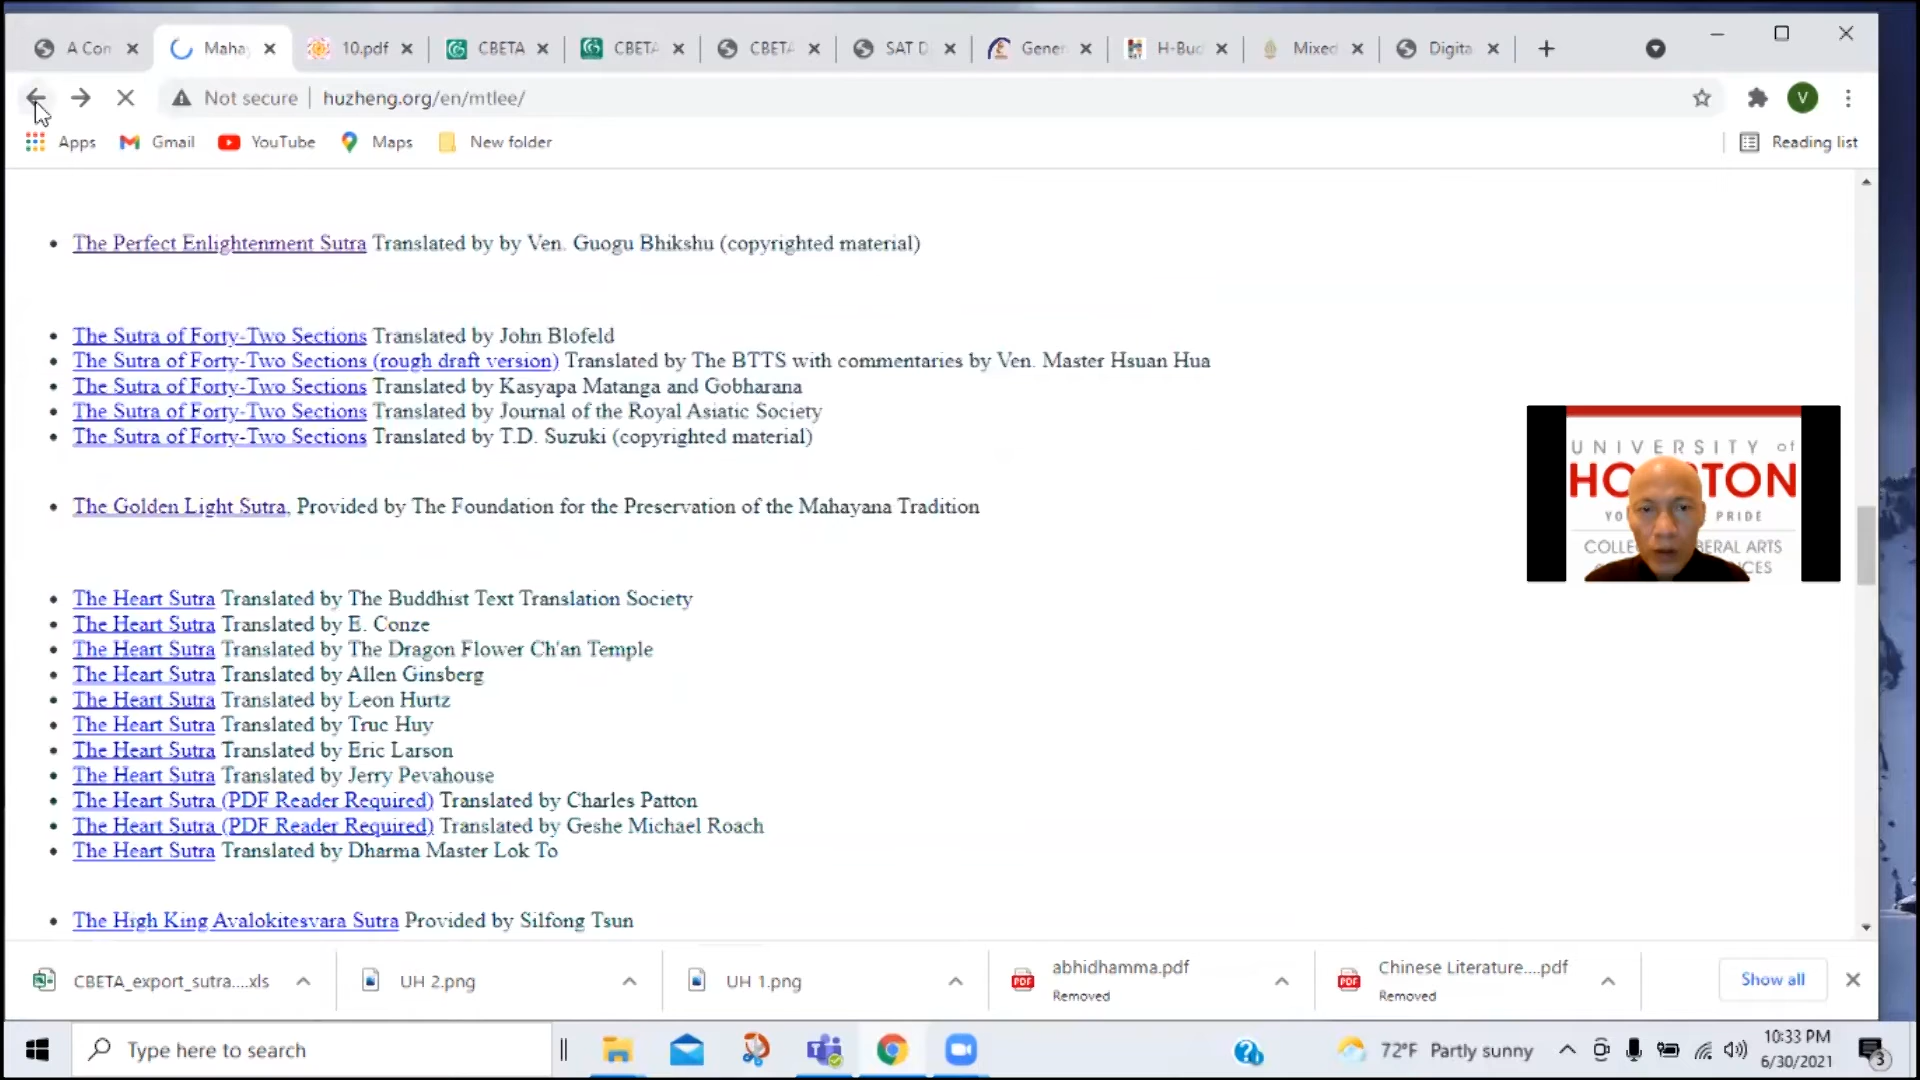 A Con
Maha
10.pdf
CBETA
CBETA
CBETA
SAT D
Gener
H-Bud
Mixed
Digita
Not secure
huzheng.org/en/mtlee/
V
Apps
Gmail
YouTube
Maps
New folder
Reading list
The Perfect Enlightenment Sutra Translated by by Ven. Guogu Bhikshu (copyrighted material)
The Sutra of Forty-Two Sections Translated by John Blofeld
The Sutra of Forty-Two Sections (rough draft version) Translated by The BTTS with commentaries by Ven. Master Hsuan Hua
The Sutra of Forty-Two Sections Translated by Kasyapa Matanga and Gobharana
The Sutra of Forty-Two Sections Translated by Journal of the Royal Asiatic Society
The Sutra of Forty-Two Sections Translated by T.D. Suzuki (copyrighted material)
The Golden Light Sutra, Provided by The Foundation for the Preservation of the Mahayana Tradition
The Heart Sutra Translated by The Buddhist Text Translation Society
The Heart Sutra Translated by E. Conze
The Heart Sutra Translated by The Dragon Flower Ch'an Temple
The Heart Sutra Translated by Allen Ginsberg
The Heart Sutra Translated by Leon Hurtz
The Heart Sutra Translated by Truc Huy
The Heart Sutra Translated by Eric Larson
The Heart Sutra Translated by Jerry Pevahouse
The Heart Sutra (PDF Reader Required) Translated by Charles Patton
The Heart Sutra (PDF Reader Required) Translated by Geshe Michael Roach
The Heart Sutra Translated by Dharma Master Lok To
The High King Avalokitesvara Sutra Provided by Silfong Tsun
UNIVERSITY of
HO TON
YO PRIDE
COLLE BERAL ARTS
CES
CBETA_export_sutra....xls
UH 2.png
UH 1.png
PDF
abhidhamma.pdf
Removed
PDF
Chinese Literature....pdf
Removed
Show all
Type here to search
72°F Partly sunny
10:33 PM
6/30/2021
3